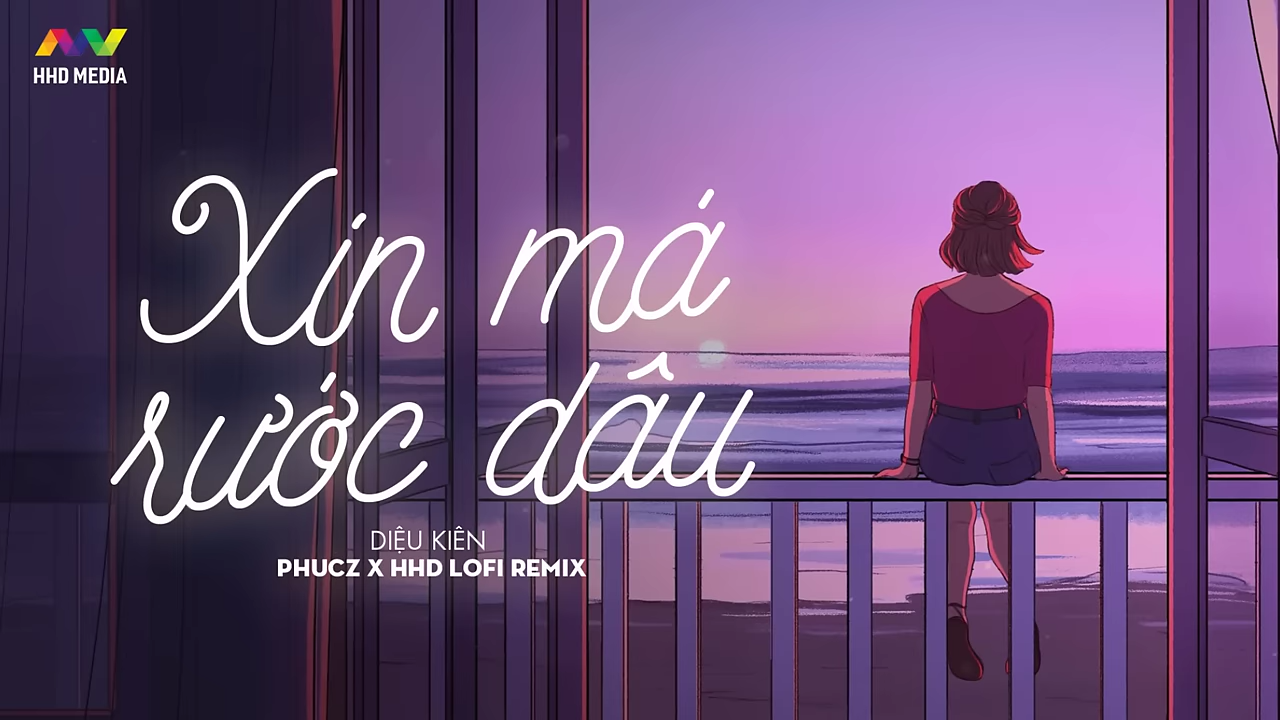 HHD MEDIA
Xin má
rước dâu
DIỆU KIÊN
PHUCZ X HHD LOFI REMIX